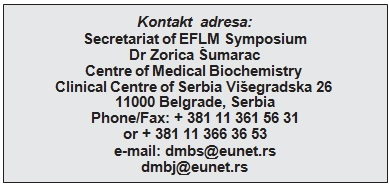 Kontakt adresa:
Secretariat of EFLM Symposium
Dr Zorica Šumarac
Centre of Medical Biochemistry
Clinical Centre of Serbia Višegradska 26
11000 Belgrade, Serbia
Phone/Fax: + 381 11 361 56 31
or + 381 11 366 36 53
e-mail: dmbs@eunet.rs
dmbj@eunet.rs